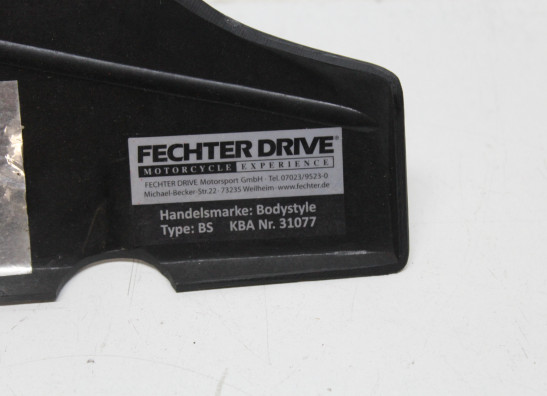 FECHTER DRIVE®
MOTORCYCLE EXPERIENCE
FECHTER DRIVE Motorsport GmbH · Tel. 07023/9523-0
Michael-Becker Str.22 · 73235 Weilheim · www.fechter.de
Handelsmarke: Bodystyle
Type: BS KBA Nr. 31077